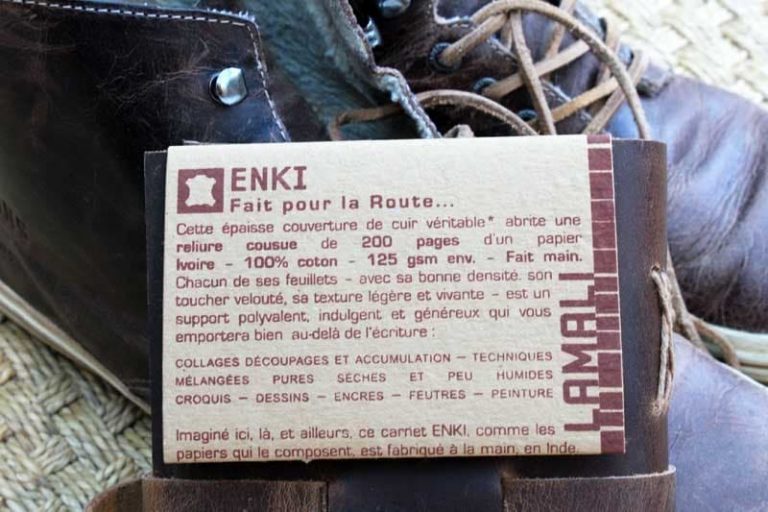 ENKI
Fait pour la Route...
Cette épaisse couverture de cuir véritable* abrite une
reliure cousue de 200 pages d'un papier
Ivoire - 100% coton - 125 gsm env. - Fait main.
Chacun de ses feuillets - avec sa bonne densité, son
toucher velouté, sa texture légère et vivante - est un
support polyvalent, indulgent et généreux qui vous
emportera bien au-delà de l'écriture :
COLLAGES DÉCOUPAGES ET ACCUMULATION – TECHNIQUES
MÉLANGÉES PURES SÈCHES ET PEU HUMIDES
CROQUIS – DESSINS – ENCRES – FEUTRES – PEINTURE
Imaginé ici, là, et ailleurs, ce carnet ENKI, comme les
papiers qui le composent, est fabriqué à la main, en Inde.
LAMALI